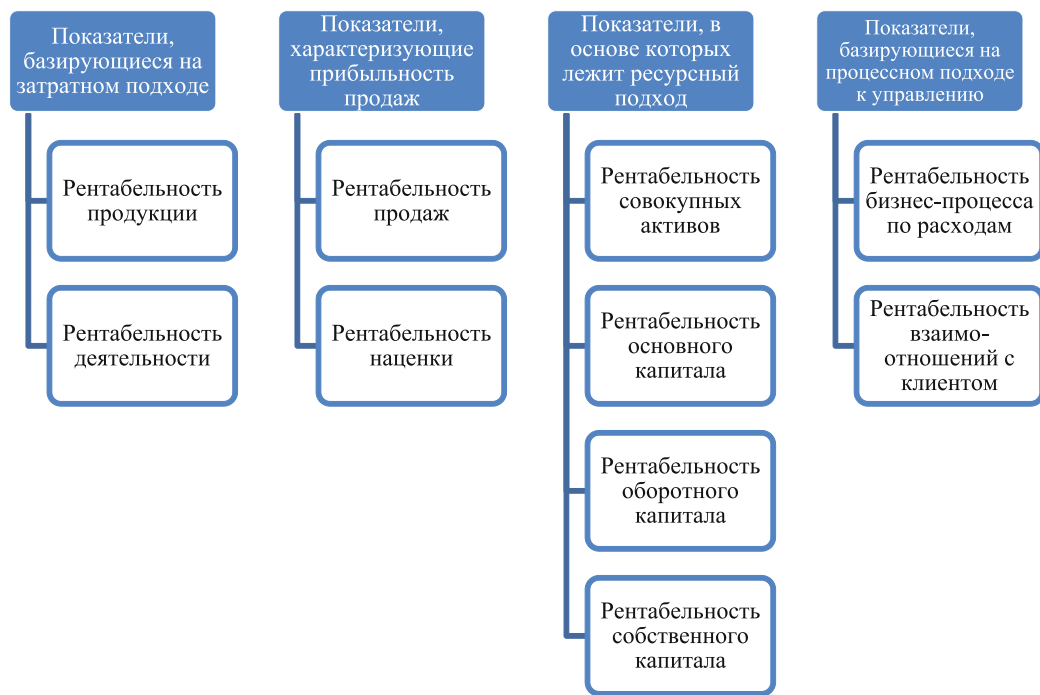 Показатели,
базирующиеся на
затратном подходе
Рентабельность
продукции
Рентабельность
деятельности
Показатели,
характеризующие
прибыльность
продаж
Рентабельность
продаж
Рентабельность
наценки
Показатели, в
основе которых
лежит ресурсный
подход
Рентабельность
совокупных
активов
Рентабельность
основного
капитала
Рентабельность
оборотного
капитала
Рентабельность
собственного
капитала
Показатели,
базирующиеся на
процессном подходе
к управлению
Рентабельность
бизнес-процесса
по расходам
Рентабельность
взаимо-
отношений с
клиентом